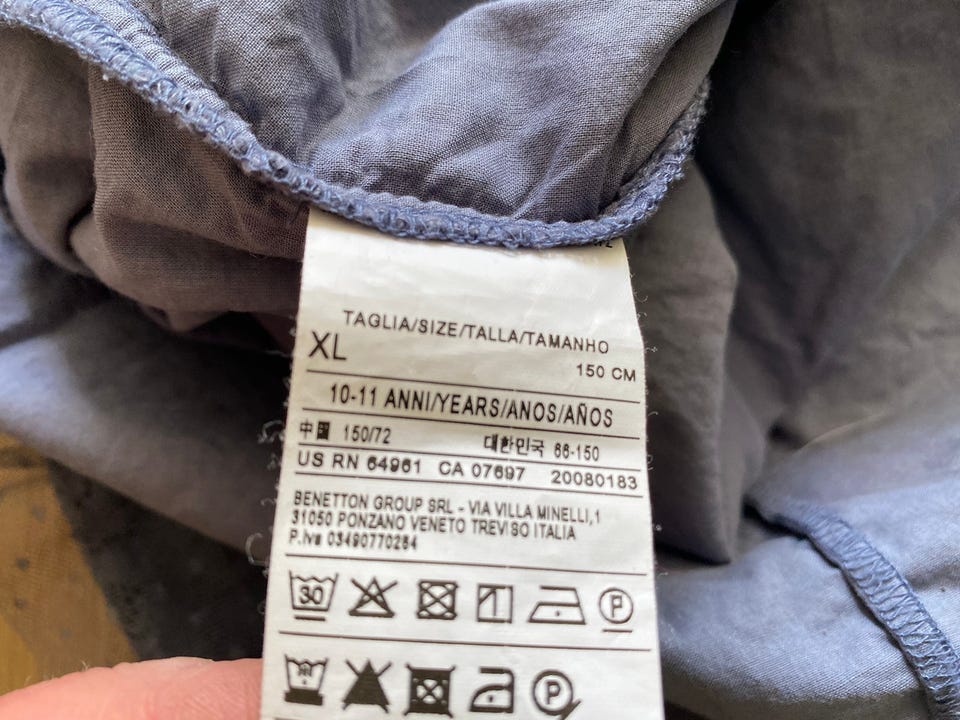 TAGLIA/SIZE/TALLA/TAMANHO
XL
150 CM
10-11 ANNI/YEARS/ANOS/AÑOS
中 150/72 대한민국 66-150
US RN 64961 CA 07697 20080183
BENETTON GROUP SRL - VIA VILLA MINELLI,1
31050 PONZANO VENETO TREVISO ITALIA
P.Iva 03490770264
30 P
P